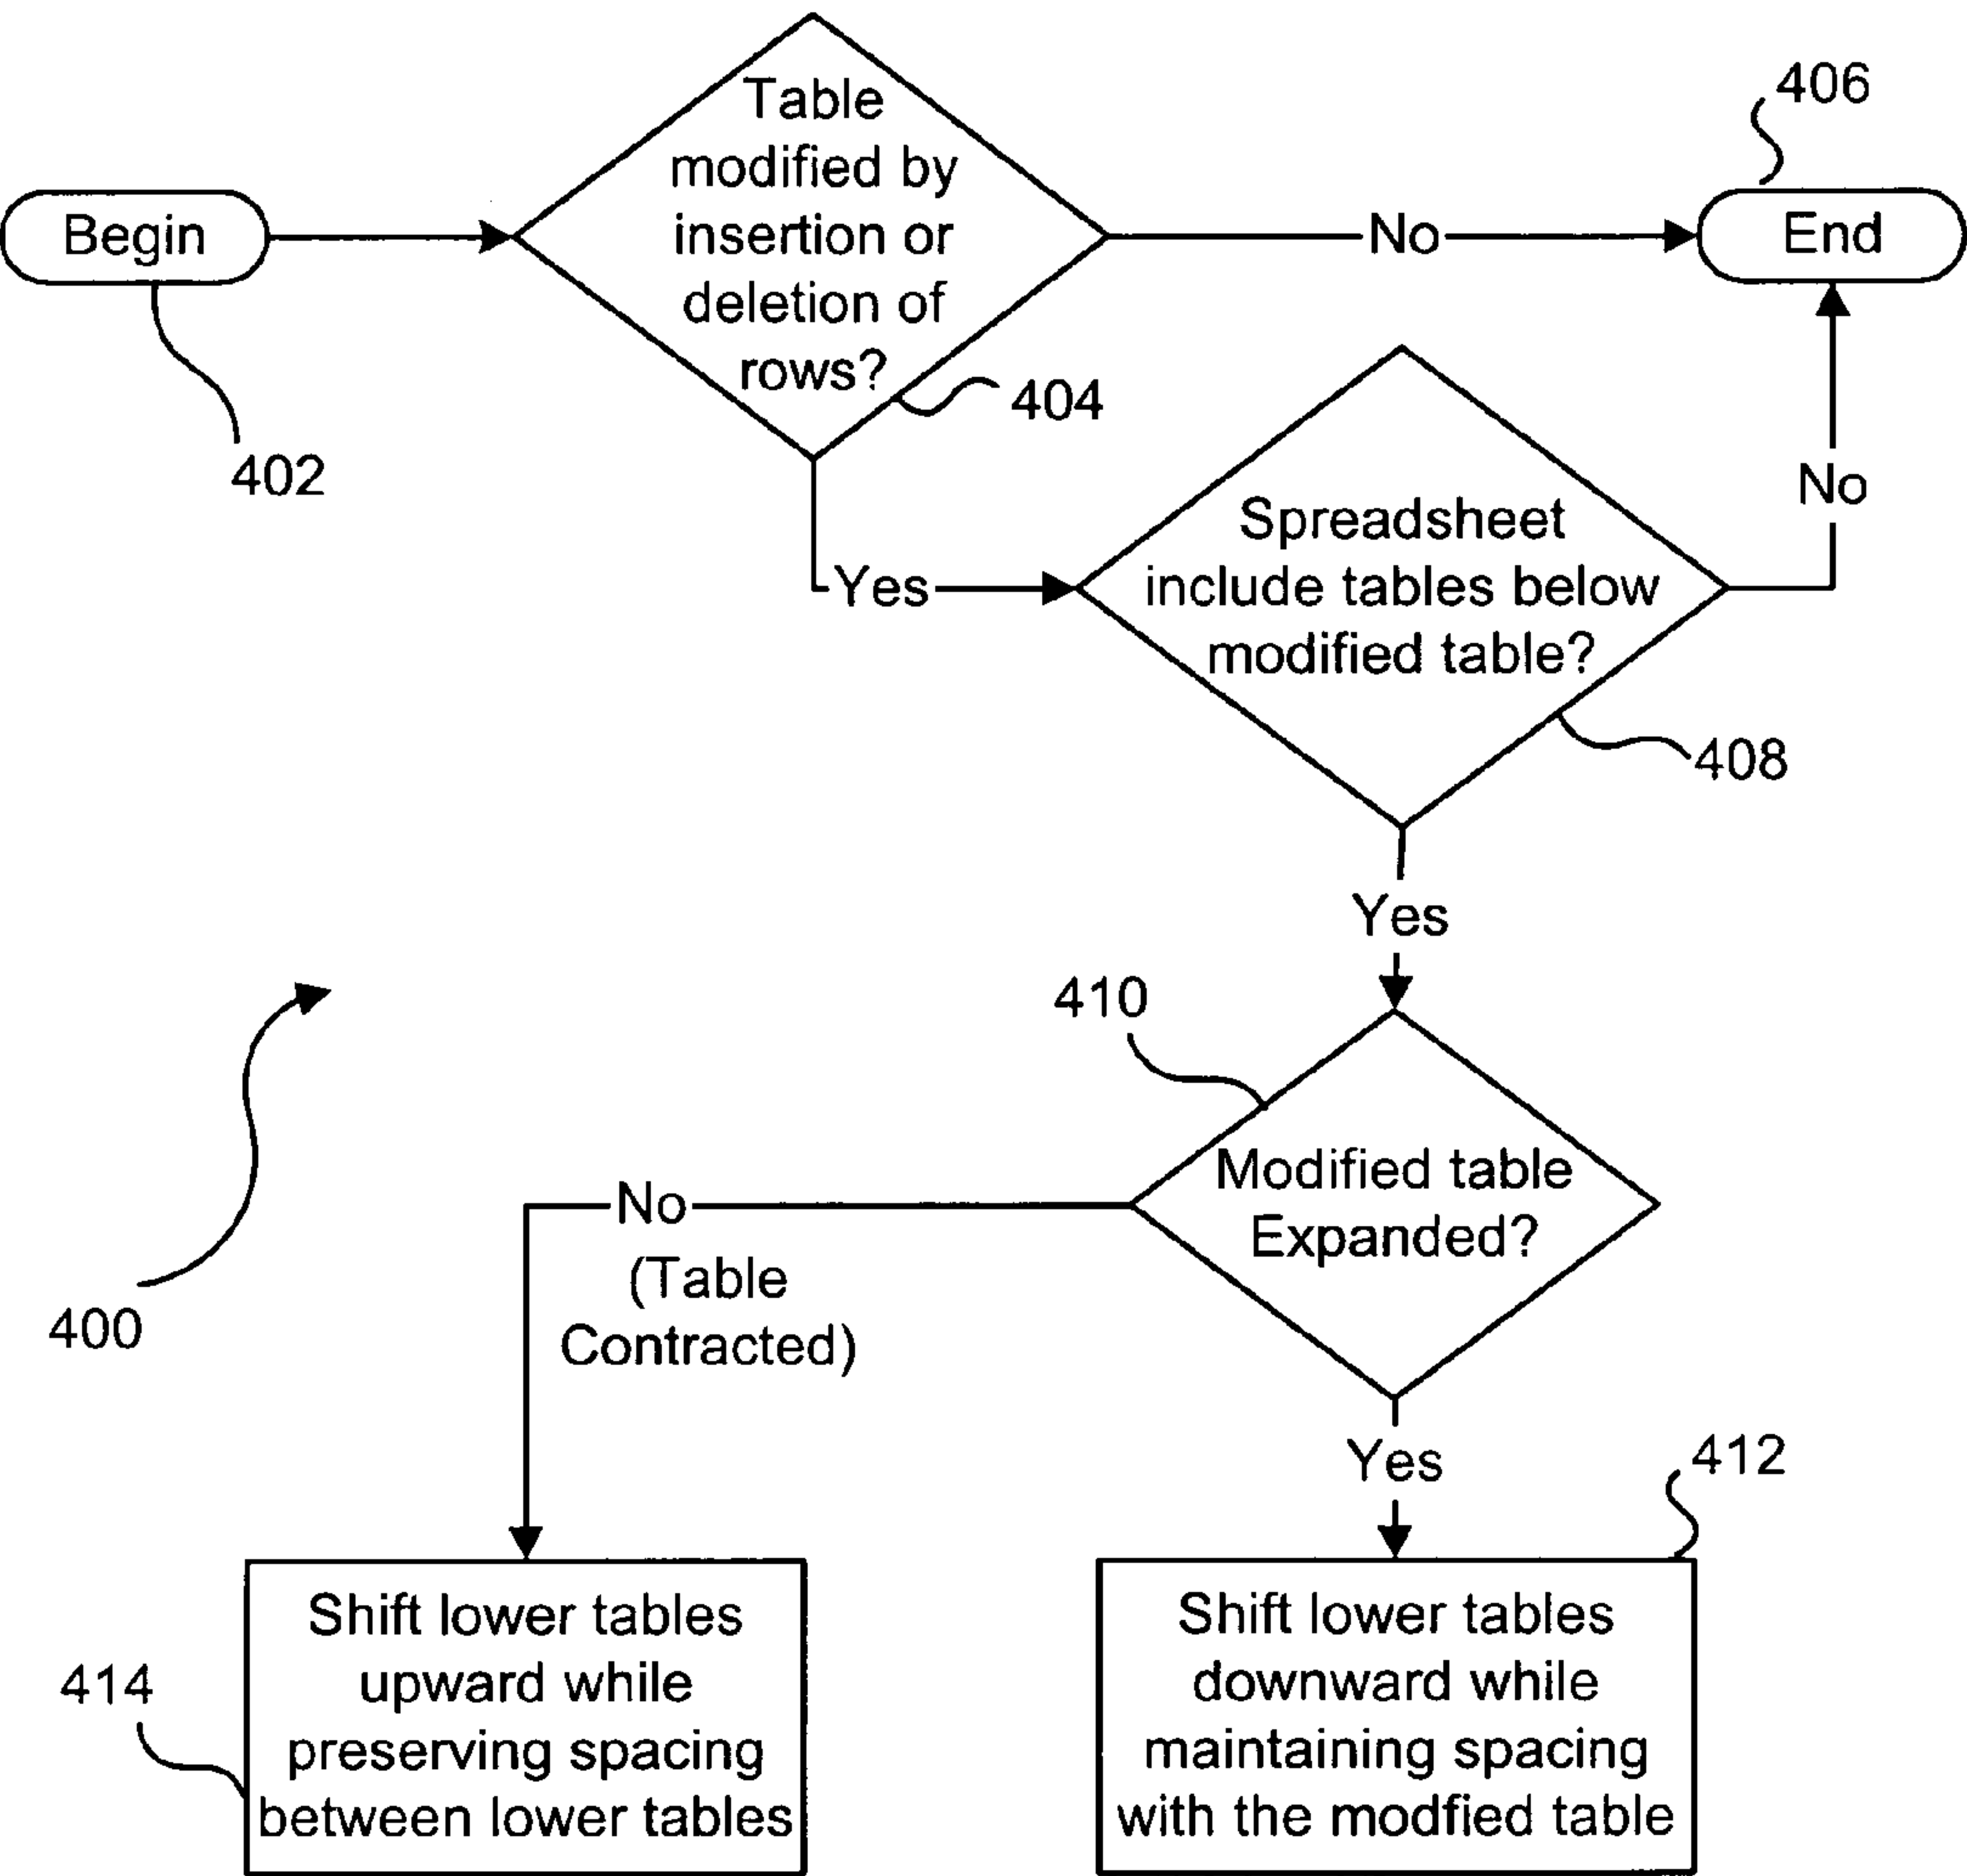 Begin
402
Table
modified by
insertion or
deletion of
rows?
404
No
406
End
Yes
Spreadsheet
include tables below
modified table?
408
No
Yes
410
Modified table
Expanded?
No
(Table
Contracted)
400
Yes
412
Shift lower tables
downward while
maintaining spacing
with the modfied table
414
Shift lower tables
upward while
preserving spacing
between lower tables